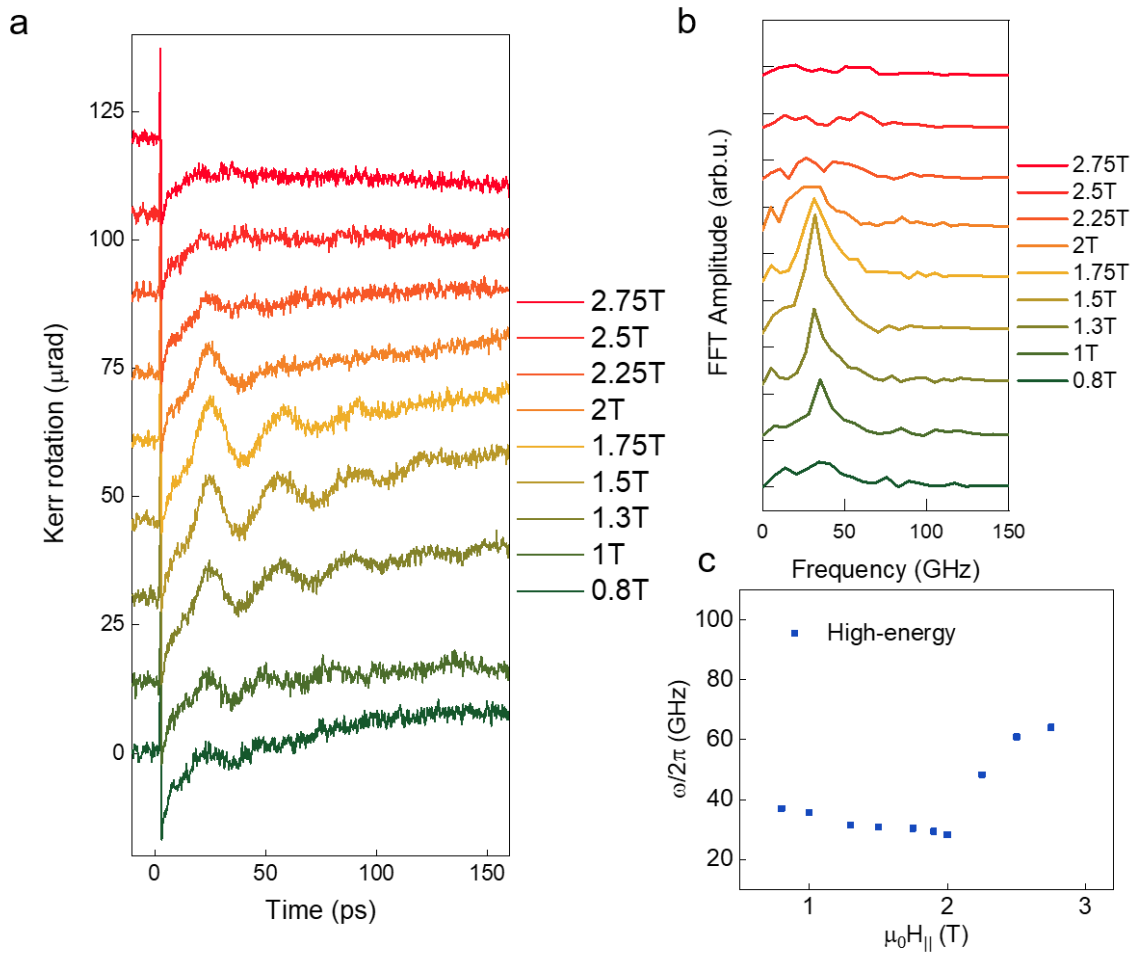 a
125
100
75
50
25
0
Kerr rotation (μrad)
0
50
100
150
Time (ps)
2.75T
2.5T
2.25T
2T
1.75T
1.5T
1.3T
1T
0.8T
b
FFT Amplitude (arb.u.)
0
50
100
150
Frequency (GHz)
2.75T
2.5T
2.25T
2T
1.75T
1.5T
1.3T
1T
0.8T
c
High-energy
100
80
60
40
20
ω/2π (GHz)
1
2
3
μ₀H|| (T)